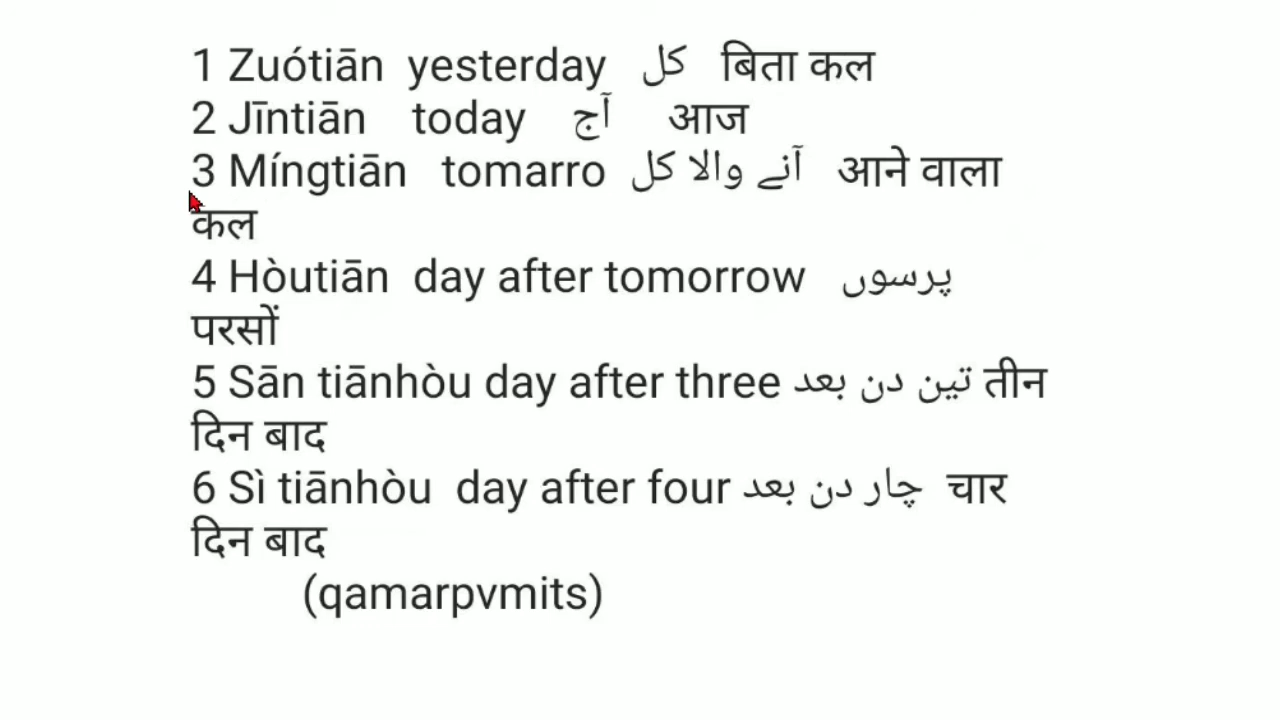 1 Zuótiān yesterday کل बिता कल
2 Jīntiān today آج आज
3 Míngtiān tomarro آنے والا کل आने वाला
कल
4 Hòutiān day after tomorrow پرسوں
परसों
5 Sān tiānhòu day after three تین دن بعد तीन
दिन बाद
6 Sì tiānhòu day after four چار دن بعد चार
दिन बाद
(qamarpvmits)